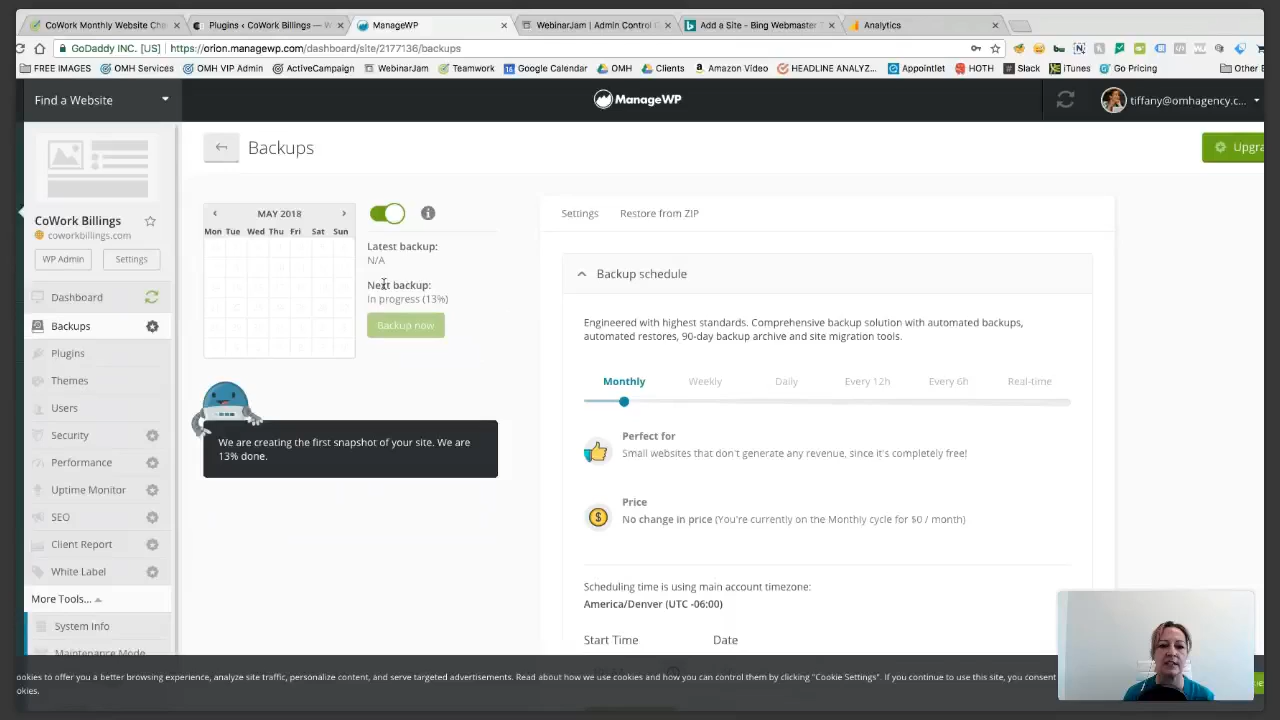 CoWork Monthly Website Che
Plugins ‹ CoWork Billings — W
ManageWP
WebinarJam | Admin Control C
Add a Site - Bing Webmaster
Analytics
GoDaddy INC. [US] | https://orion.managewp.com/dashboard/site/2177136/backups
FREE IMAGES
OMH Services
OMH VIP Admin
ActiveCampaign
WebinarJam
Teamwork
Google Calendar
OMH
Clients
Amazon Video
HEADLINE ANALYZ...
Appointlet
HOTH
Slack
iTunes
Go Pricing
Other
Find a Website
ManageWP
tiffany@omhagency.c...
Backups
Upgra
CoWork Billings
coworkbillings.com
WP Admin
Settings
Dashboard
Backups
Plugins
Themes
Users
Security
Performance
Uptime Monitor
SEO
Client Report
White Label
More Tools...
System Info
Maintenance Mode
MAY 2018
Mon Tue Wed Thu Fri Sat Sun
Latest backup:
N/A
Next backup:
In progress (13%)
Backup now
We are creating the first snapshot of your site. We are
13% done.
Settings
Restore from ZIP
Backup schedule
Engineered with highest standards. Comprehensive backup solution with automated backups,
automated restores, 90-day backup archive and site migration tools.
Monthly
Weekly
Daily
Every 12h
Every 6h
Real-time
Perfect for
Small websites that don't generate any revenue, since it's completely free!
Price
No change in price (You're currently on the Monthly cycle for $0 / month)
Scheduling time is using main account timezone:
America/Denver (UTC -06:00)
Start Time
Date
ookies to offer you a better browsing experience, analyze site traffic, personalize content, and serve targeted advertisements. Read about how we use cookies and how you can control them by clicking "Cookie Settings". If you continue to use this site, you consent
okies.